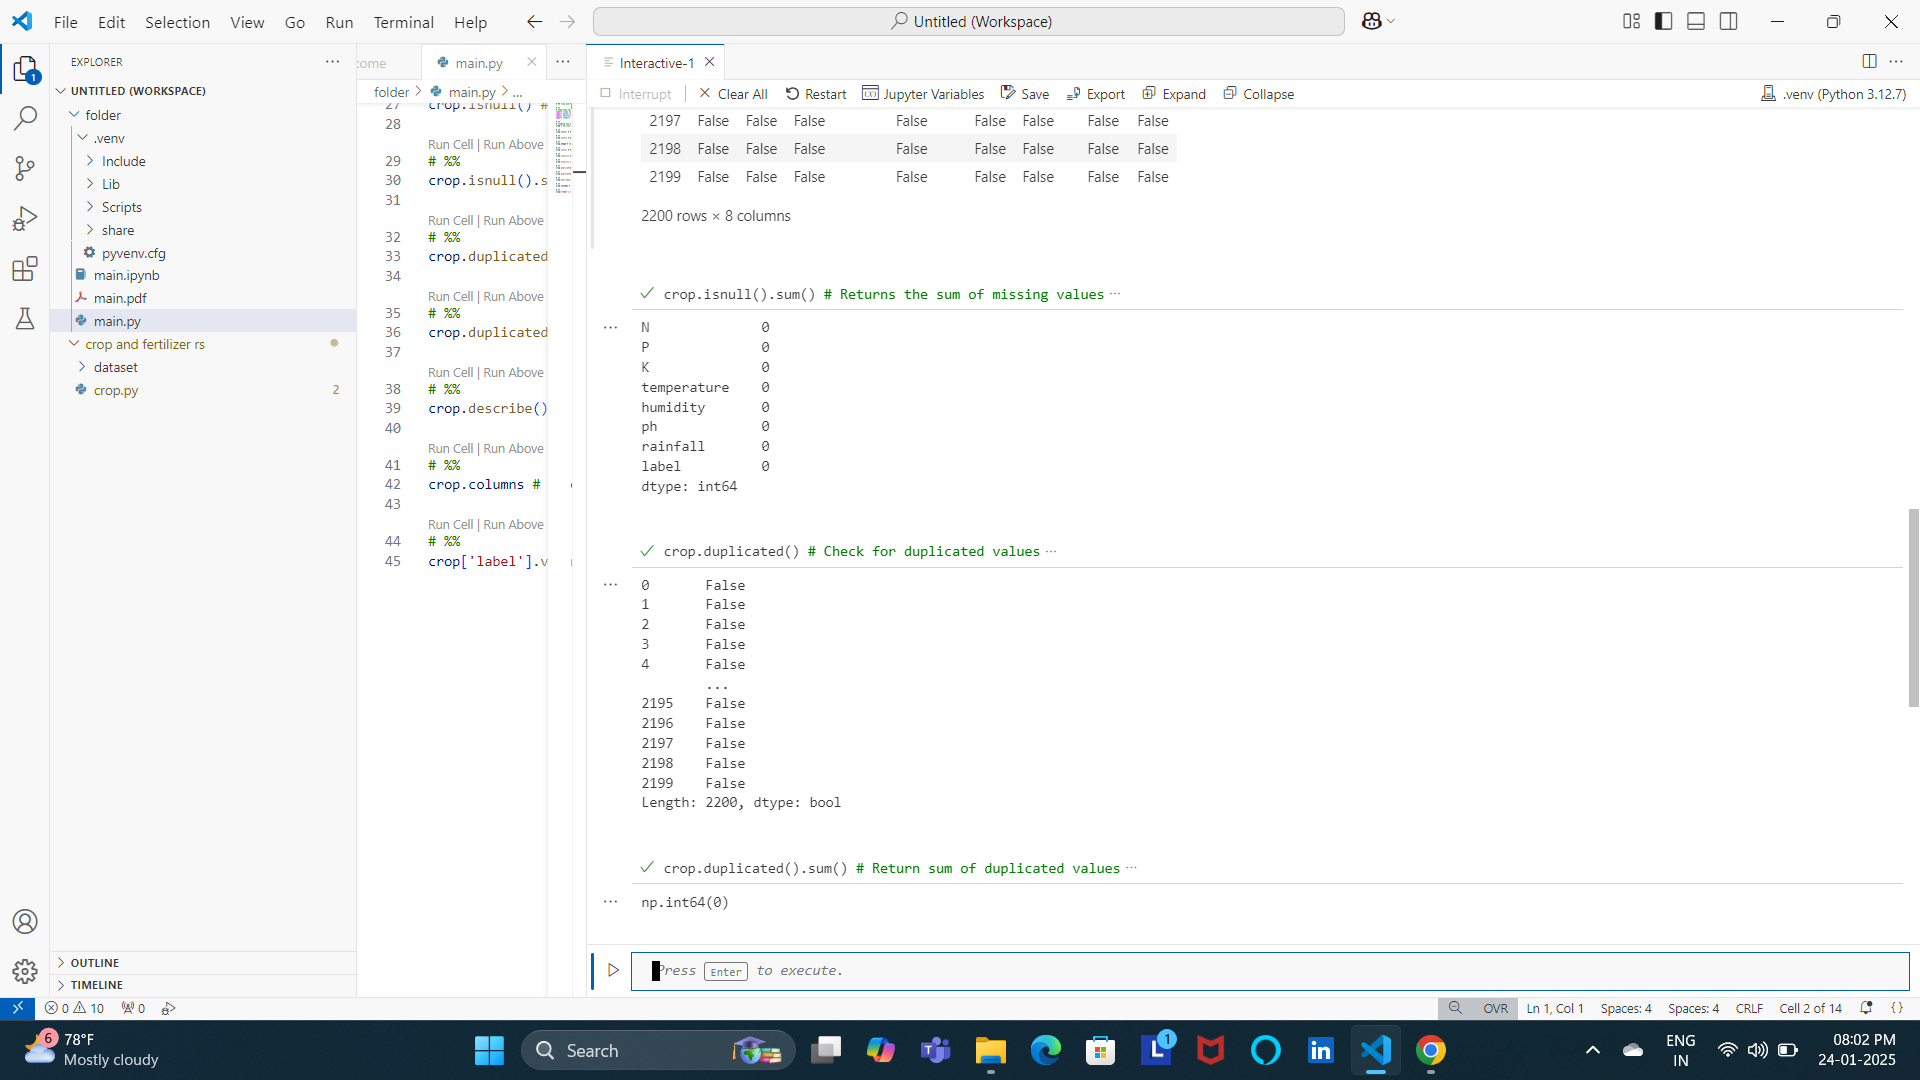 File Edit Selection View Go Run Terminal Help
Untitled (Workspace)
EXPLORER
UNTITLED (WORKSPACE)
folder
.venv
Include
Lib
Scripts
share
pyvenv.cfg
main.ipynb
main.pdf
main.py
crop and fertilizer rs
dataset
crop.py 2
OUTLINE
TIMELINE
1
ome
main.py
folder > main.py > ...
27 crop.isnull() #
28
Run Cell | Run Above
29 # %%
30 crop.isnull().s
31
Run Cell | Run Above
32 # %%
33 crop.duplicated
34
Run Cell | Run Above
35 # %%
36 crop.duplicated
37
Run Cell | Run Above
38 # %%
39 crop.describe()
40
Run Cell | Run Above
41 # %%
42 crop.columns #
43
Run Cell | Run Above
44 # %%
45 crop['label'].v
Interactive-1
Interrupt Clear All Restart Jupyter Variables Save Export Expand Collapse .venv (Python 3.12.7)
2197 False False False False False False False False
2198 False False False False False False False False
2199 False False False False False False False False
2200 rows × 8 columns
crop.isnull().sum() # Returns the sum of missing values ...
N 0
P 0
K 0
temperature 0
humidity 0
ph 0
rainfall 0
label 0
dtype: int64
crop.duplicated() # Check for duplicated values ...
0 False
1 False
2 False
3 False
4 False
...
2195 False
2196 False
2197 False
2198 False
2199 False
Length: 2200, dtype: bool
crop.duplicated().sum() # Return sum of duplicated values ...
np.int64(0)
Press Enter to execute.
0 10 0 OVR Ln 1, Col 1 Spaces: 4 Spaces: 4 CRLF Cell 2 of 14 {}
6
78°F
Mostly cloudy
Search
1
ENG
IN
08:02 PM
24-01-2025